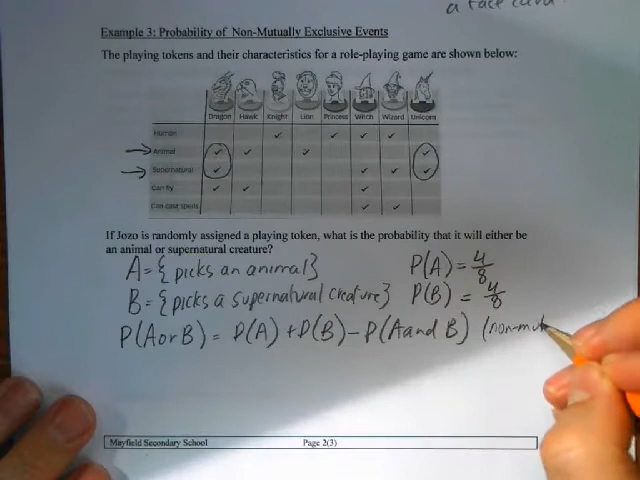 a face card?
Example 3: Probability of Non-Mutually Exclusive Events
The playing tokens and their characteristics for a role-playing game are shown below:
Dragon Hawk Knight Lion Princess Witch Wizard Unicorn
Human ✓ ✓ ✓ ✓
→ Animal ✓ ✓ ✓ ✓
→ Supernatural ✓ ✓ ✓ ✓
Can fly ✓ ✓ ✓
Can cast spells ✓ ✓
If Jozo is randomly assigned a playing token, what is the probability that it will either be
an animal or supernatural creature?
A = {picks an animal} P(A) = 4/8
B = {picks a supernatural creature} P(B) = 4/8
P(A or B) = P(A) + P(B) - P(A and B) (non-mut
Mayfield Secondary School Page 2(3)